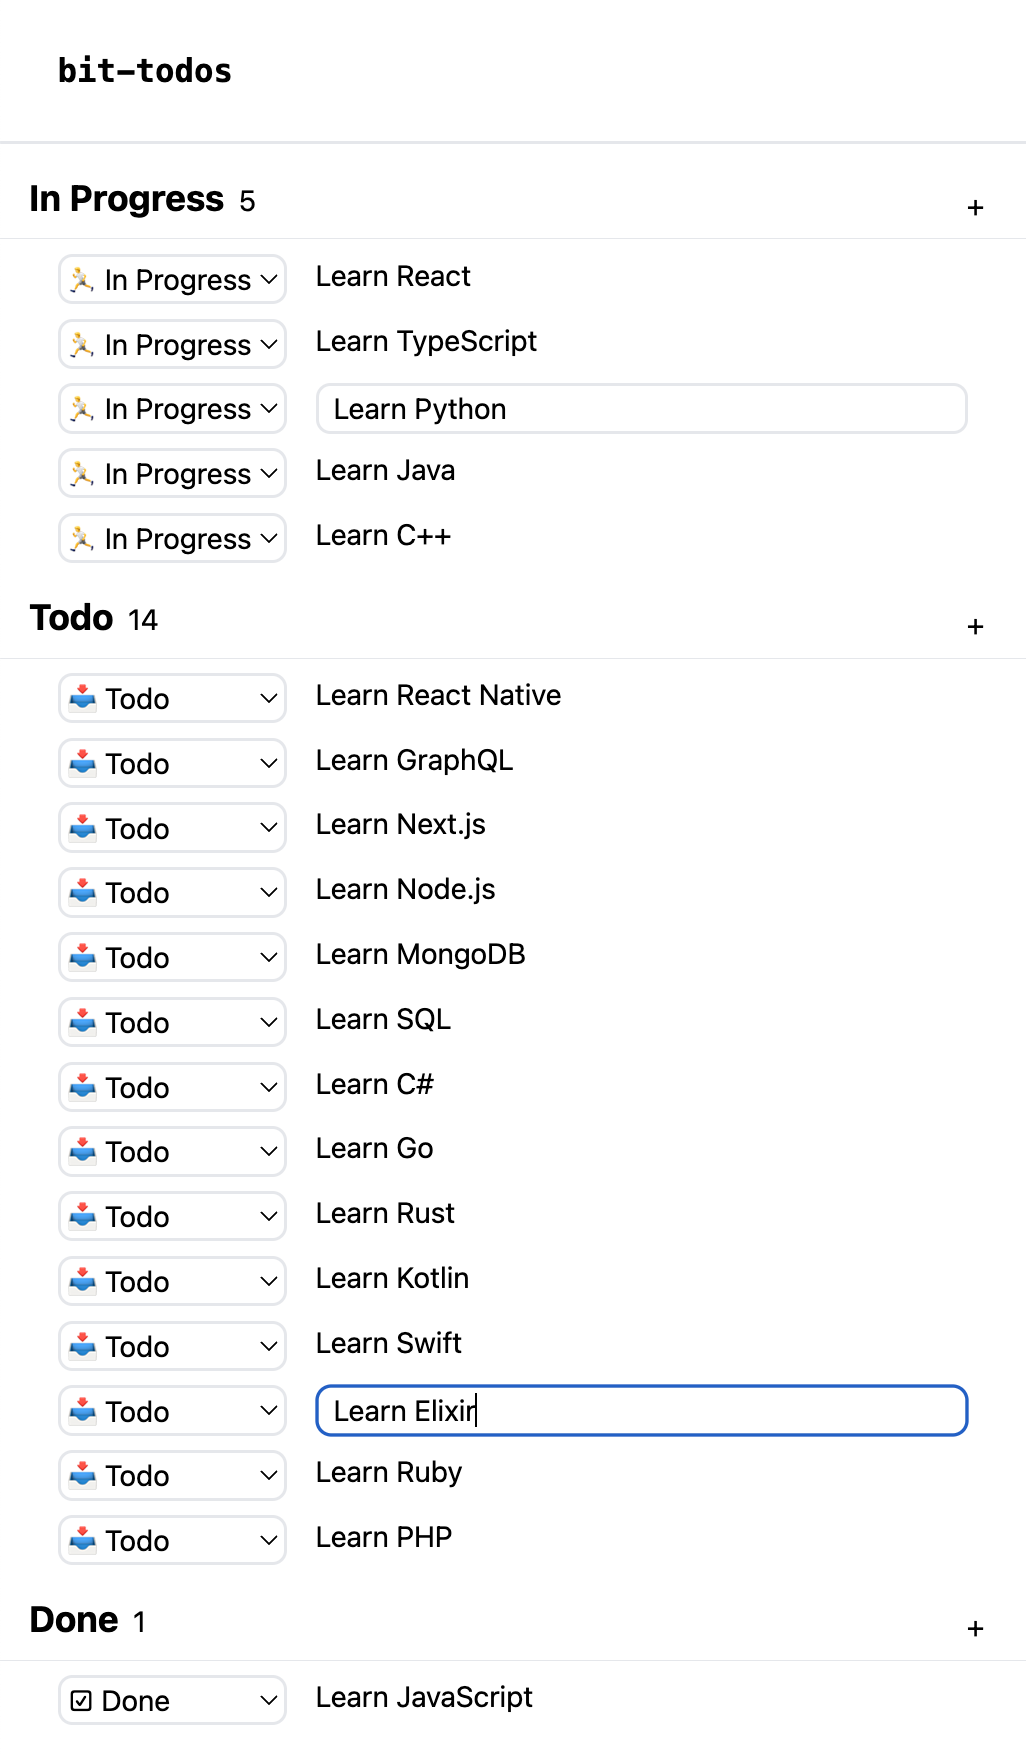 bit-todos
In Progress 5 +
🏃 In Progress Learn React
🏃 In Progress Learn TypeScript
🏃 In Progress Learn Python
🏃 In Progress Learn Java
🏃 In Progress Learn C++
Todo 14 +
📥 Todo Learn React Native
📥 Todo Learn GraphQL
📥 Todo Learn Next.js
📥 Todo Learn Node.js
📥 Todo Learn MongoDB
📥 Todo Learn SQL
📥 Todo Learn C#
📥 Todo Learn Go
📥 Todo Learn Rust
📥 Todo Learn Kotlin
📥 Todo Learn Swift
📥 Todo Learn Elixir
📥 Todo Learn Ruby
📥 Todo Learn PHP
Done 1 +
☑ Done Learn JavaScript